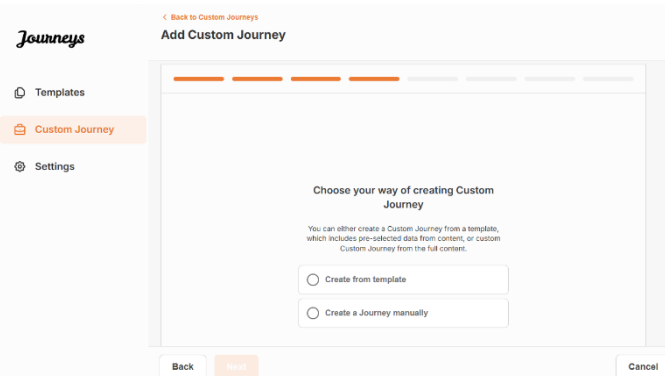 < Back to Custom Journeys
Journeys
Add Custom Journey
Templates
Custom Journey
Settings
Choose your way of creating Custom
Journey
You can either create a Custom Journey from a template,
which includes pre-selected data from content, or custom
Custom Journey from the full content.
Create from template
Create a Journey manually
Back
Next
Cancel